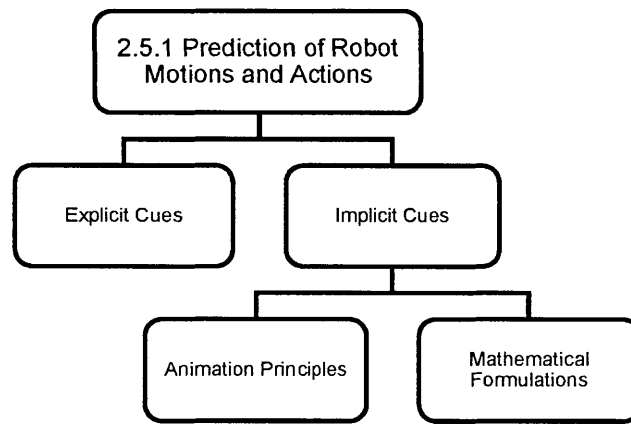 2.5.1 Prediction of Robot
Motions and Actions
Explicit Cues
Implicit Cues
Animation Principles
Mathematical
Formulations